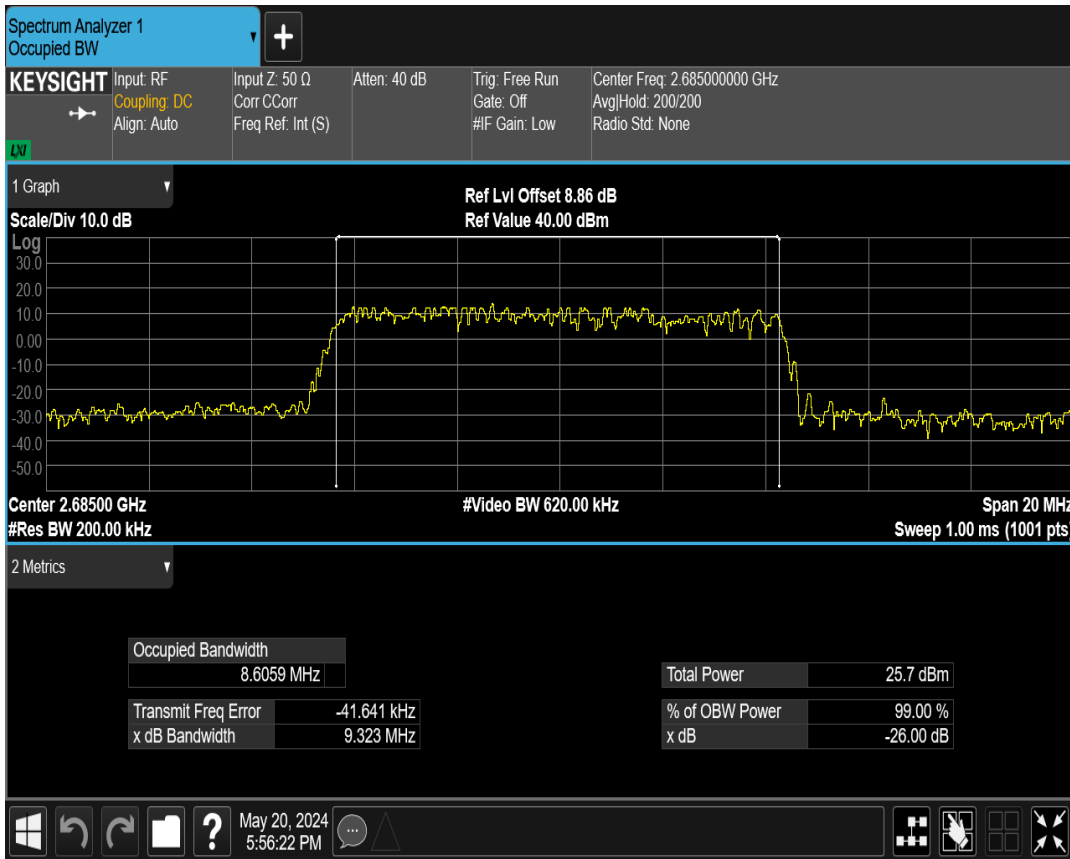 Spectrum Analyzer 1
Occupied BW
+
KEYSIGHT
LXI
Input: RF
Coupling: DC
Align: Auto
Input Z: 50 Ω
Corr CCorr
Freq Ref: Int (S)
Atten: 40 dB
Trig: Free Run
Gate: Off
#IF Gain: Low
Center Freq: 2.685000000 GHz
Avg|Hold: 200/200
Radio Std: None
1 Graph
Scale/Div 10.0 dB
Ref Lvl Offset 8.86 dB
Ref Value 40.00 dBm
Log
30.0
20.0
10.0
0.00
-10.0
-20.0
-30.0
-40.0
-50.0
Center 2.68500 GHz
#Video BW 620.00 kHz
Span 20 MHz
#Res BW 200.00 kHz
Sweep 1.00 ms (1001 pts)
2 Metrics
Occupied Bandwidth
8.6059 MHz
Total Power 25.7 dBm
Transmit Freq Error -41.641 kHz
% of OBW Power 99.00 %
x dB Bandwidth 9.323 MHz
x dB -26.00 dB
?
May 20, 2024
5:56:22 PM